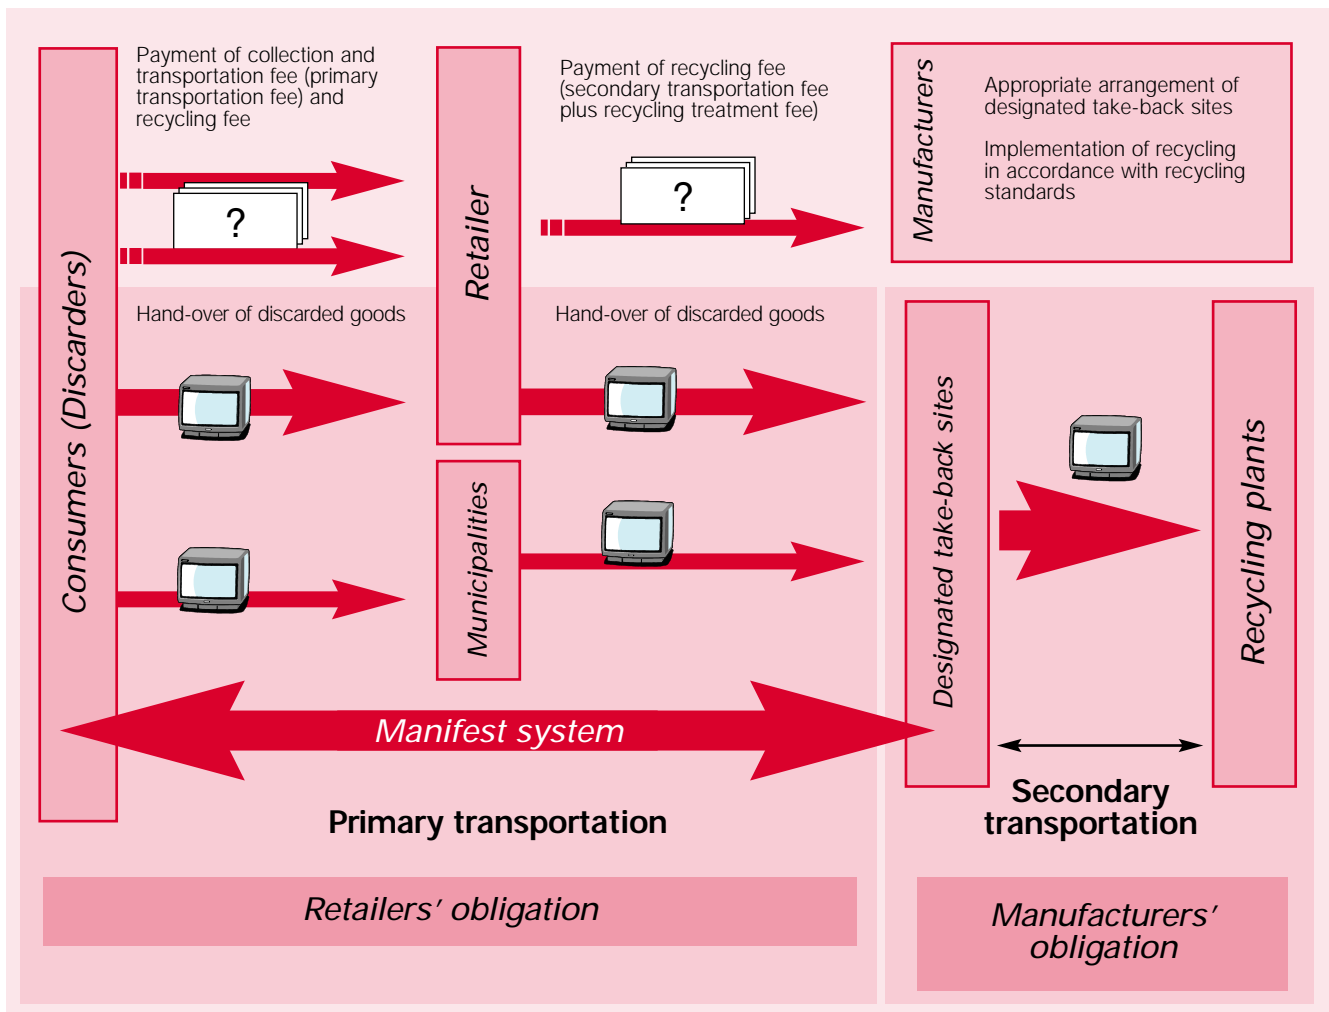 Payment of collection and
transportation fee (primary
transportation fee) and
recycling fee
?
Payment of recycling fee
(secondary transportation fee
plus recycling treatment fee)
?
Manufacturers
Appropriate arrangement of
designated take-back sites
Implementation of recycling
in accordance with recycling
standards
Consumers (Discarders)
Retailer
Hand-over of discarded goods
Hand-over of discarded goods
Municipalities
Designated take-back sites
Recycling plants
Manifest system
Primary transportation
Secondary
transportation
Retailers' obligation
Manufacturers'
obligation